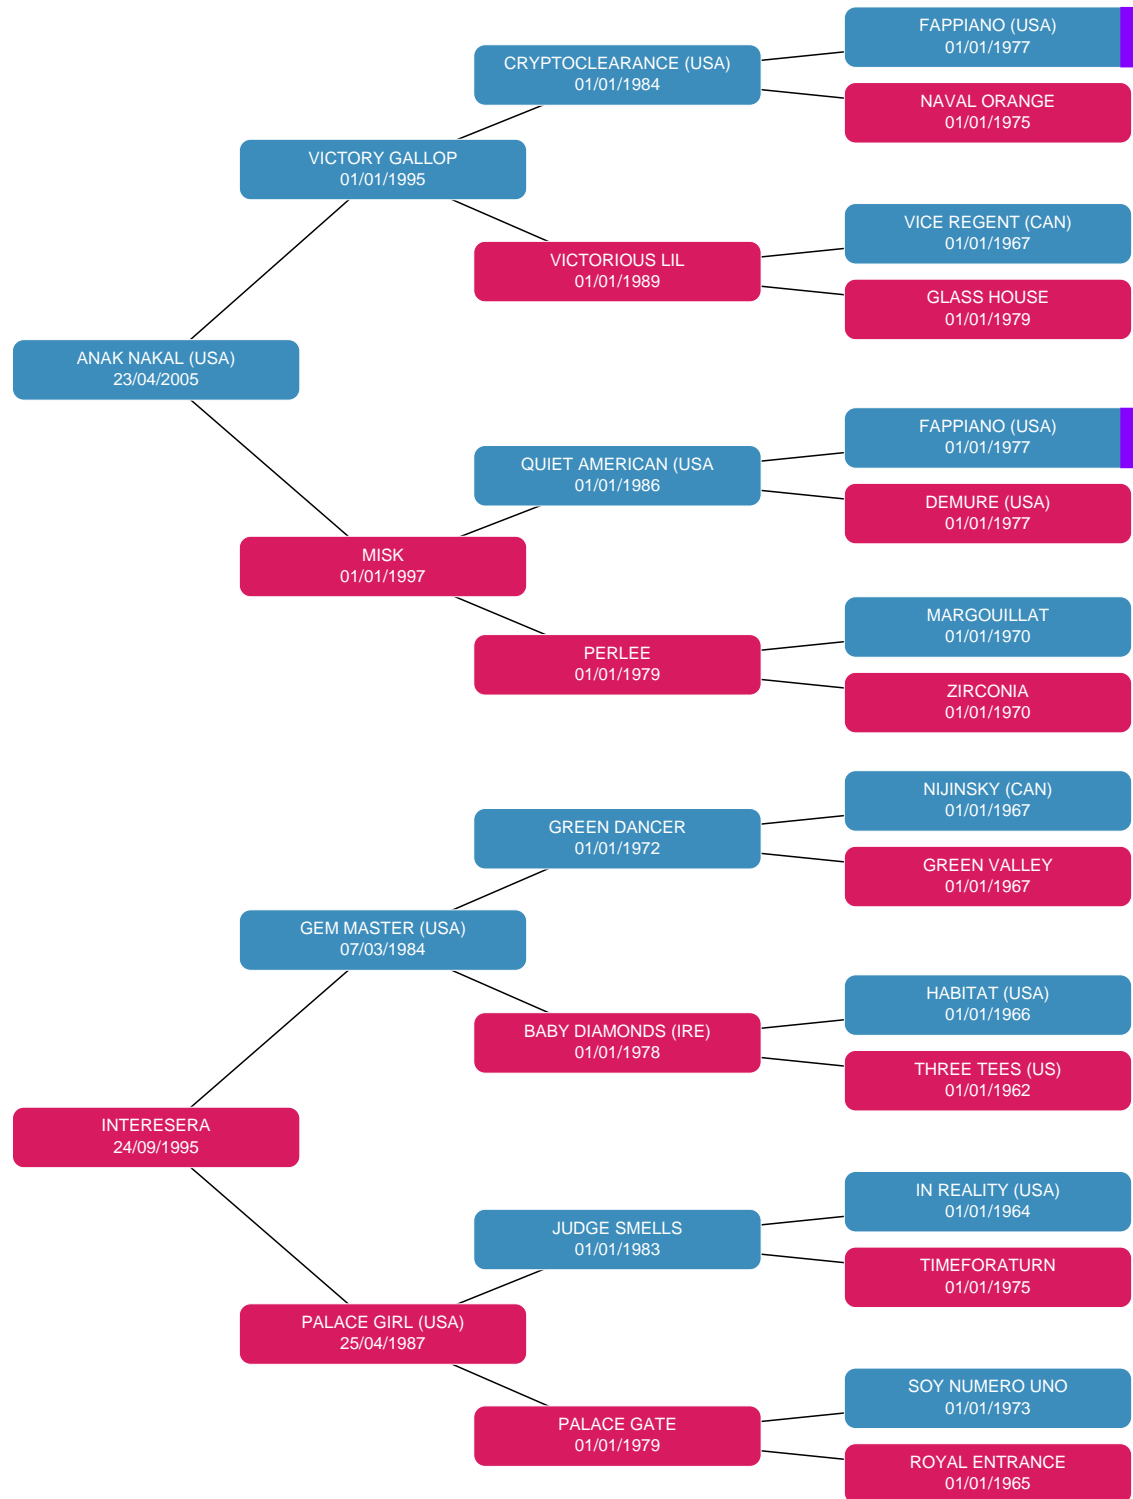 FAPPIANO (USA)
01/01/1977
CRYPTOCLEARANCE (USA)
01/01/1984
NAVAL ORANGE
01/01/1975
VICTORY GALLOP
01/01/1995
VICE REGENT (CAN)
01/01/1967
VICTORIOUS LIL
01/01/1989
GLASS HOUSE
01/01/1979
ANAK NAKAL (USA)
23/04/2005
FAPPIANO (USA)
01/01/1977
QUIET AMERICAN (USA
01/01/1986
DEMURE (USA)
01/01/1977
MISK
01/01/1997
MARGOUILLAT
01/01/1970
PERLEE
01/01/1979
ZIRCONIA
01/01/1970
NIJINSKY (CAN)
01/01/1967
GREEN DANCER
01/01/1972
GREEN VALLEY
01/01/1967
GEM MASTER (USA)
07/03/1984
HABITAT (USA)
01/01/1966
BABY DIAMONDS (IRE)
01/01/1978
THREE TEES (US)
01/01/1962
INTERESERA
24/09/1995
IN REALITY (USA)
01/01/1964
JUDGE SMELLS
01/01/1983
TIMEFORATURN
01/01/1975
PALACE GIRL (USA)
25/04/1987
SOY NUMERO UNO
01/01/1973
PALACE GATE
01/01/1979
ROYAL ENTRANCE
01/01/1965